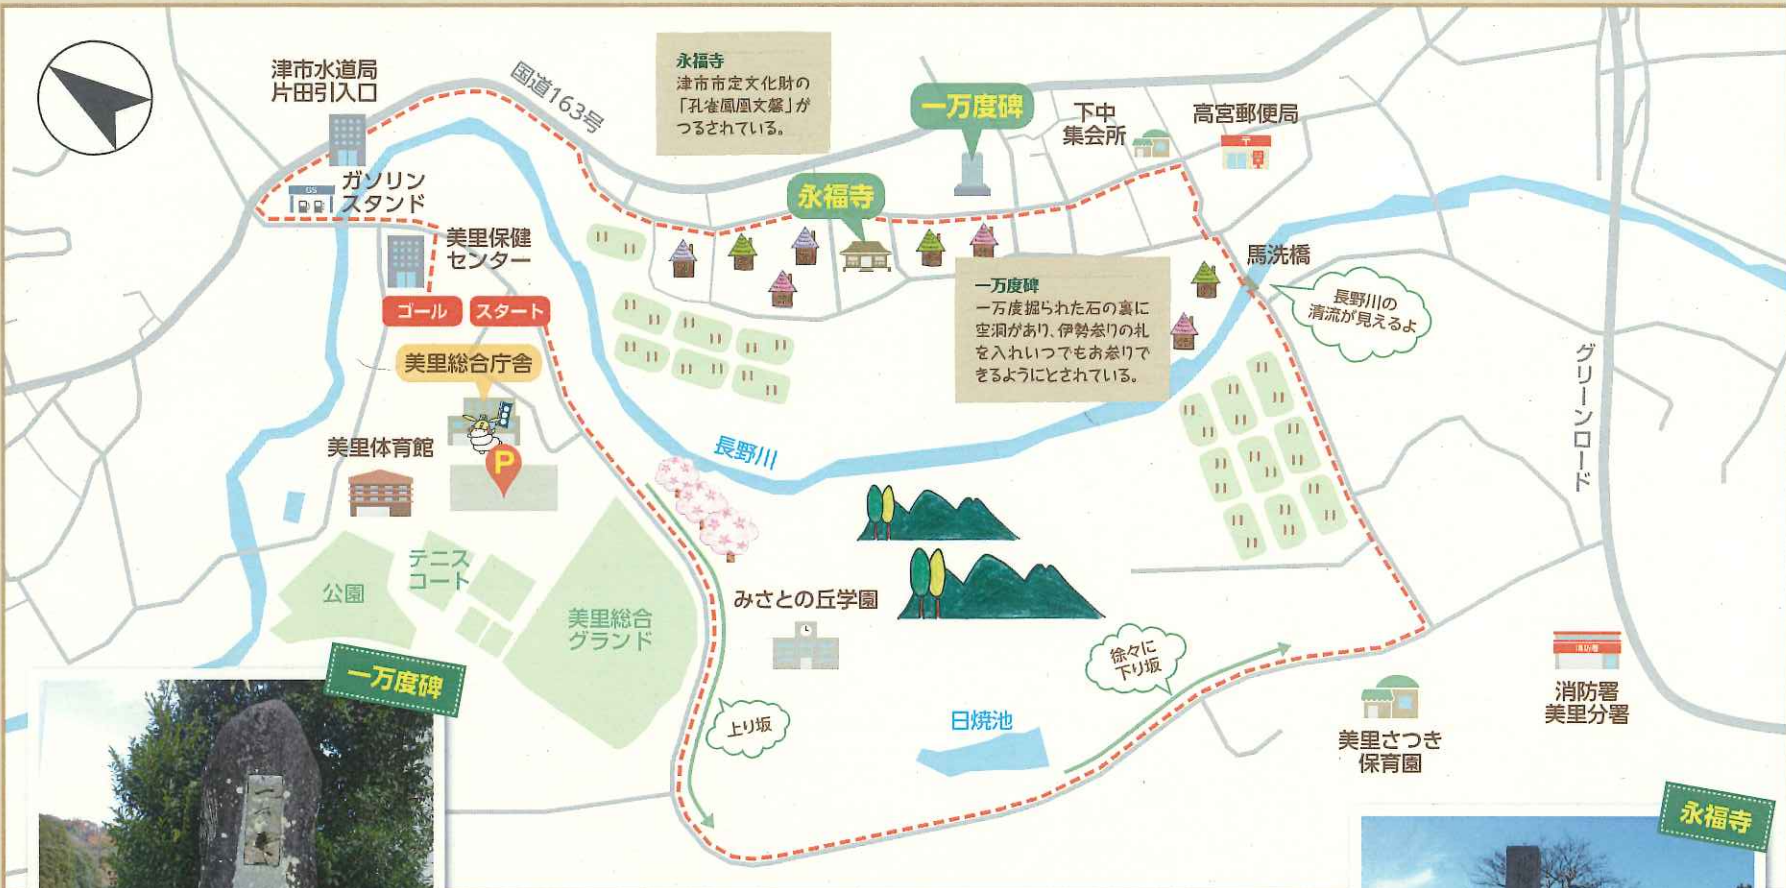 津市水道局
片田引入口
国道163号
永福寺
津市市定文化財の
「孔雀鳳凰文磬」が
つるされている。
一万度碑
下中
集会所
高宮郵便局
GS
ガソリン
スタンド
永福寺
美里保健
センター
馬洗橋
長野川の
清流が見えるよ
一万度碑
一万度掘られた石の裏に
空洞があり、伊勢参りの札
を入れいつでもお参りで
きるようにとされている。
ゴール
スタート
美里総合庁舎
グリーンロード
美里体育館
P
長野川
テニス
コート
公園
美里総合
グランド
みさとの丘学園
徐々に
下り坂
消防署
消防署
美里分署
一万度碑
上り坂
日焼池
美里さつき
保育園
永福寺